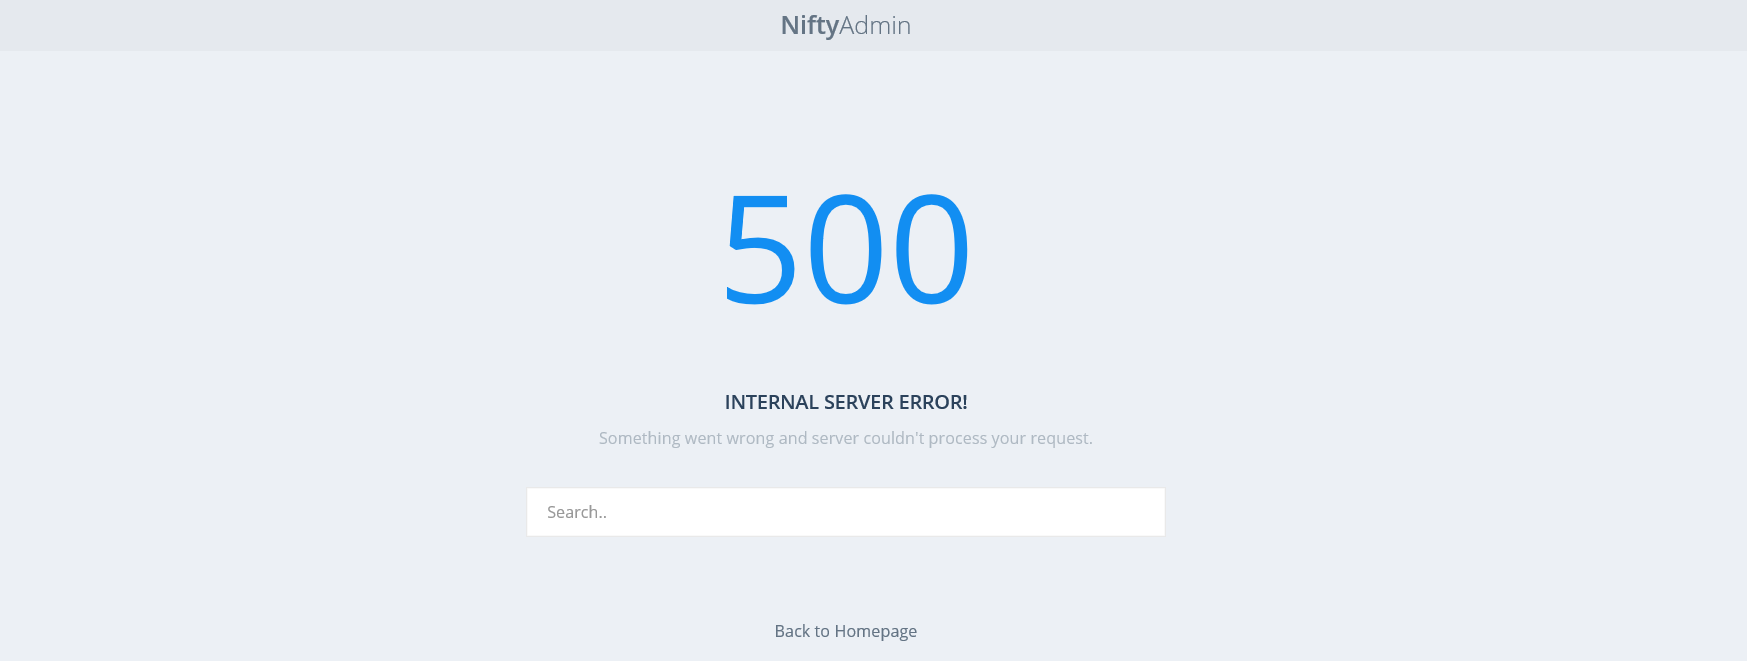 NiftyAdmin
500
INTERNAL SERVER ERROR!
Something went wrong and server couldn't process your request.
Search..
Back to Homepage